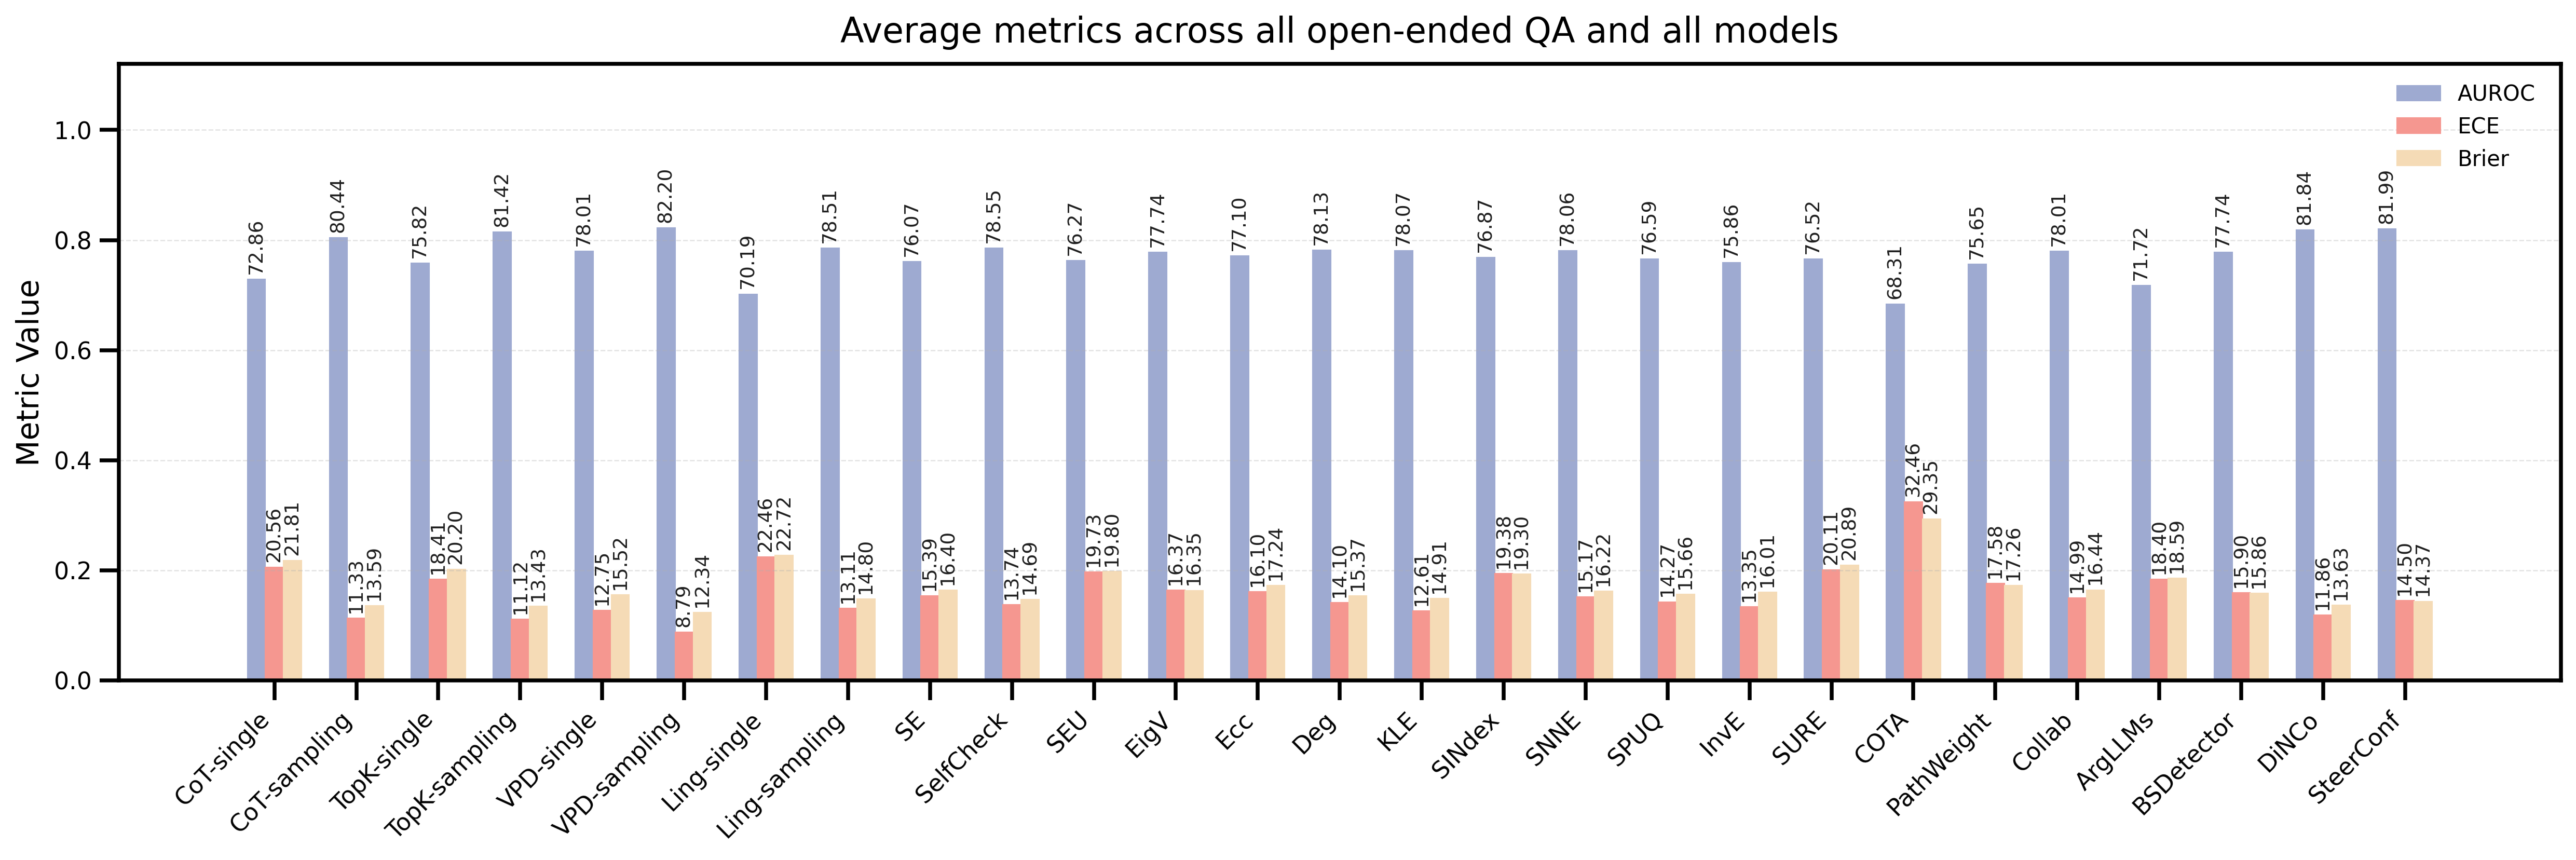 Average metrics across all open-ended QA and all models
Metric Value
1.0
0.8
0.6
0.4
0.2
0.0
AUROC
ECE
Brier
72.86 20.56 21.81
80.44 11.33 13.59
75.82 18.41 20.20
81.42 11.12 13.43
78.01 12.75 15.52
82.20 8.79 12.34
70.19 22.46 22.72
78.51 13.11 14.80
76.07 15.39 16.40
78.55 13.74 14.69
76.27 19.73 19.80
77.74 16.37 16.35
77.10 16.10 17.24
78.13 14.10 15.37
78.07 12.61 14.91
76.87 19.38 19.30
78.06 15.17 16.22
76.59 14.27 15.66
75.86 13.35 16.01
76.52 20.11 20.89
68.31 32.46 29.35
75.65 17.58 17.26
78.01 14.99 16.44
71.72 18.40 18.59
77.74 15.90 15.86
81.84 11.86 13.63
81.99 14.50 14.37
CoT-single
CoT-sampling
TopK-single
TopK-sampling
VPD-single
VPD-sampling
Ling-single
Ling-sampling
SE
SelfCheck
SEU
EigV
Ecc
Deg
KLE
SINdex
SNNE
SPUQ
InvE
SURE
COTA
PathWeight
Collab
ArgLLMs
BSDetector
DiNCo
SteerConf